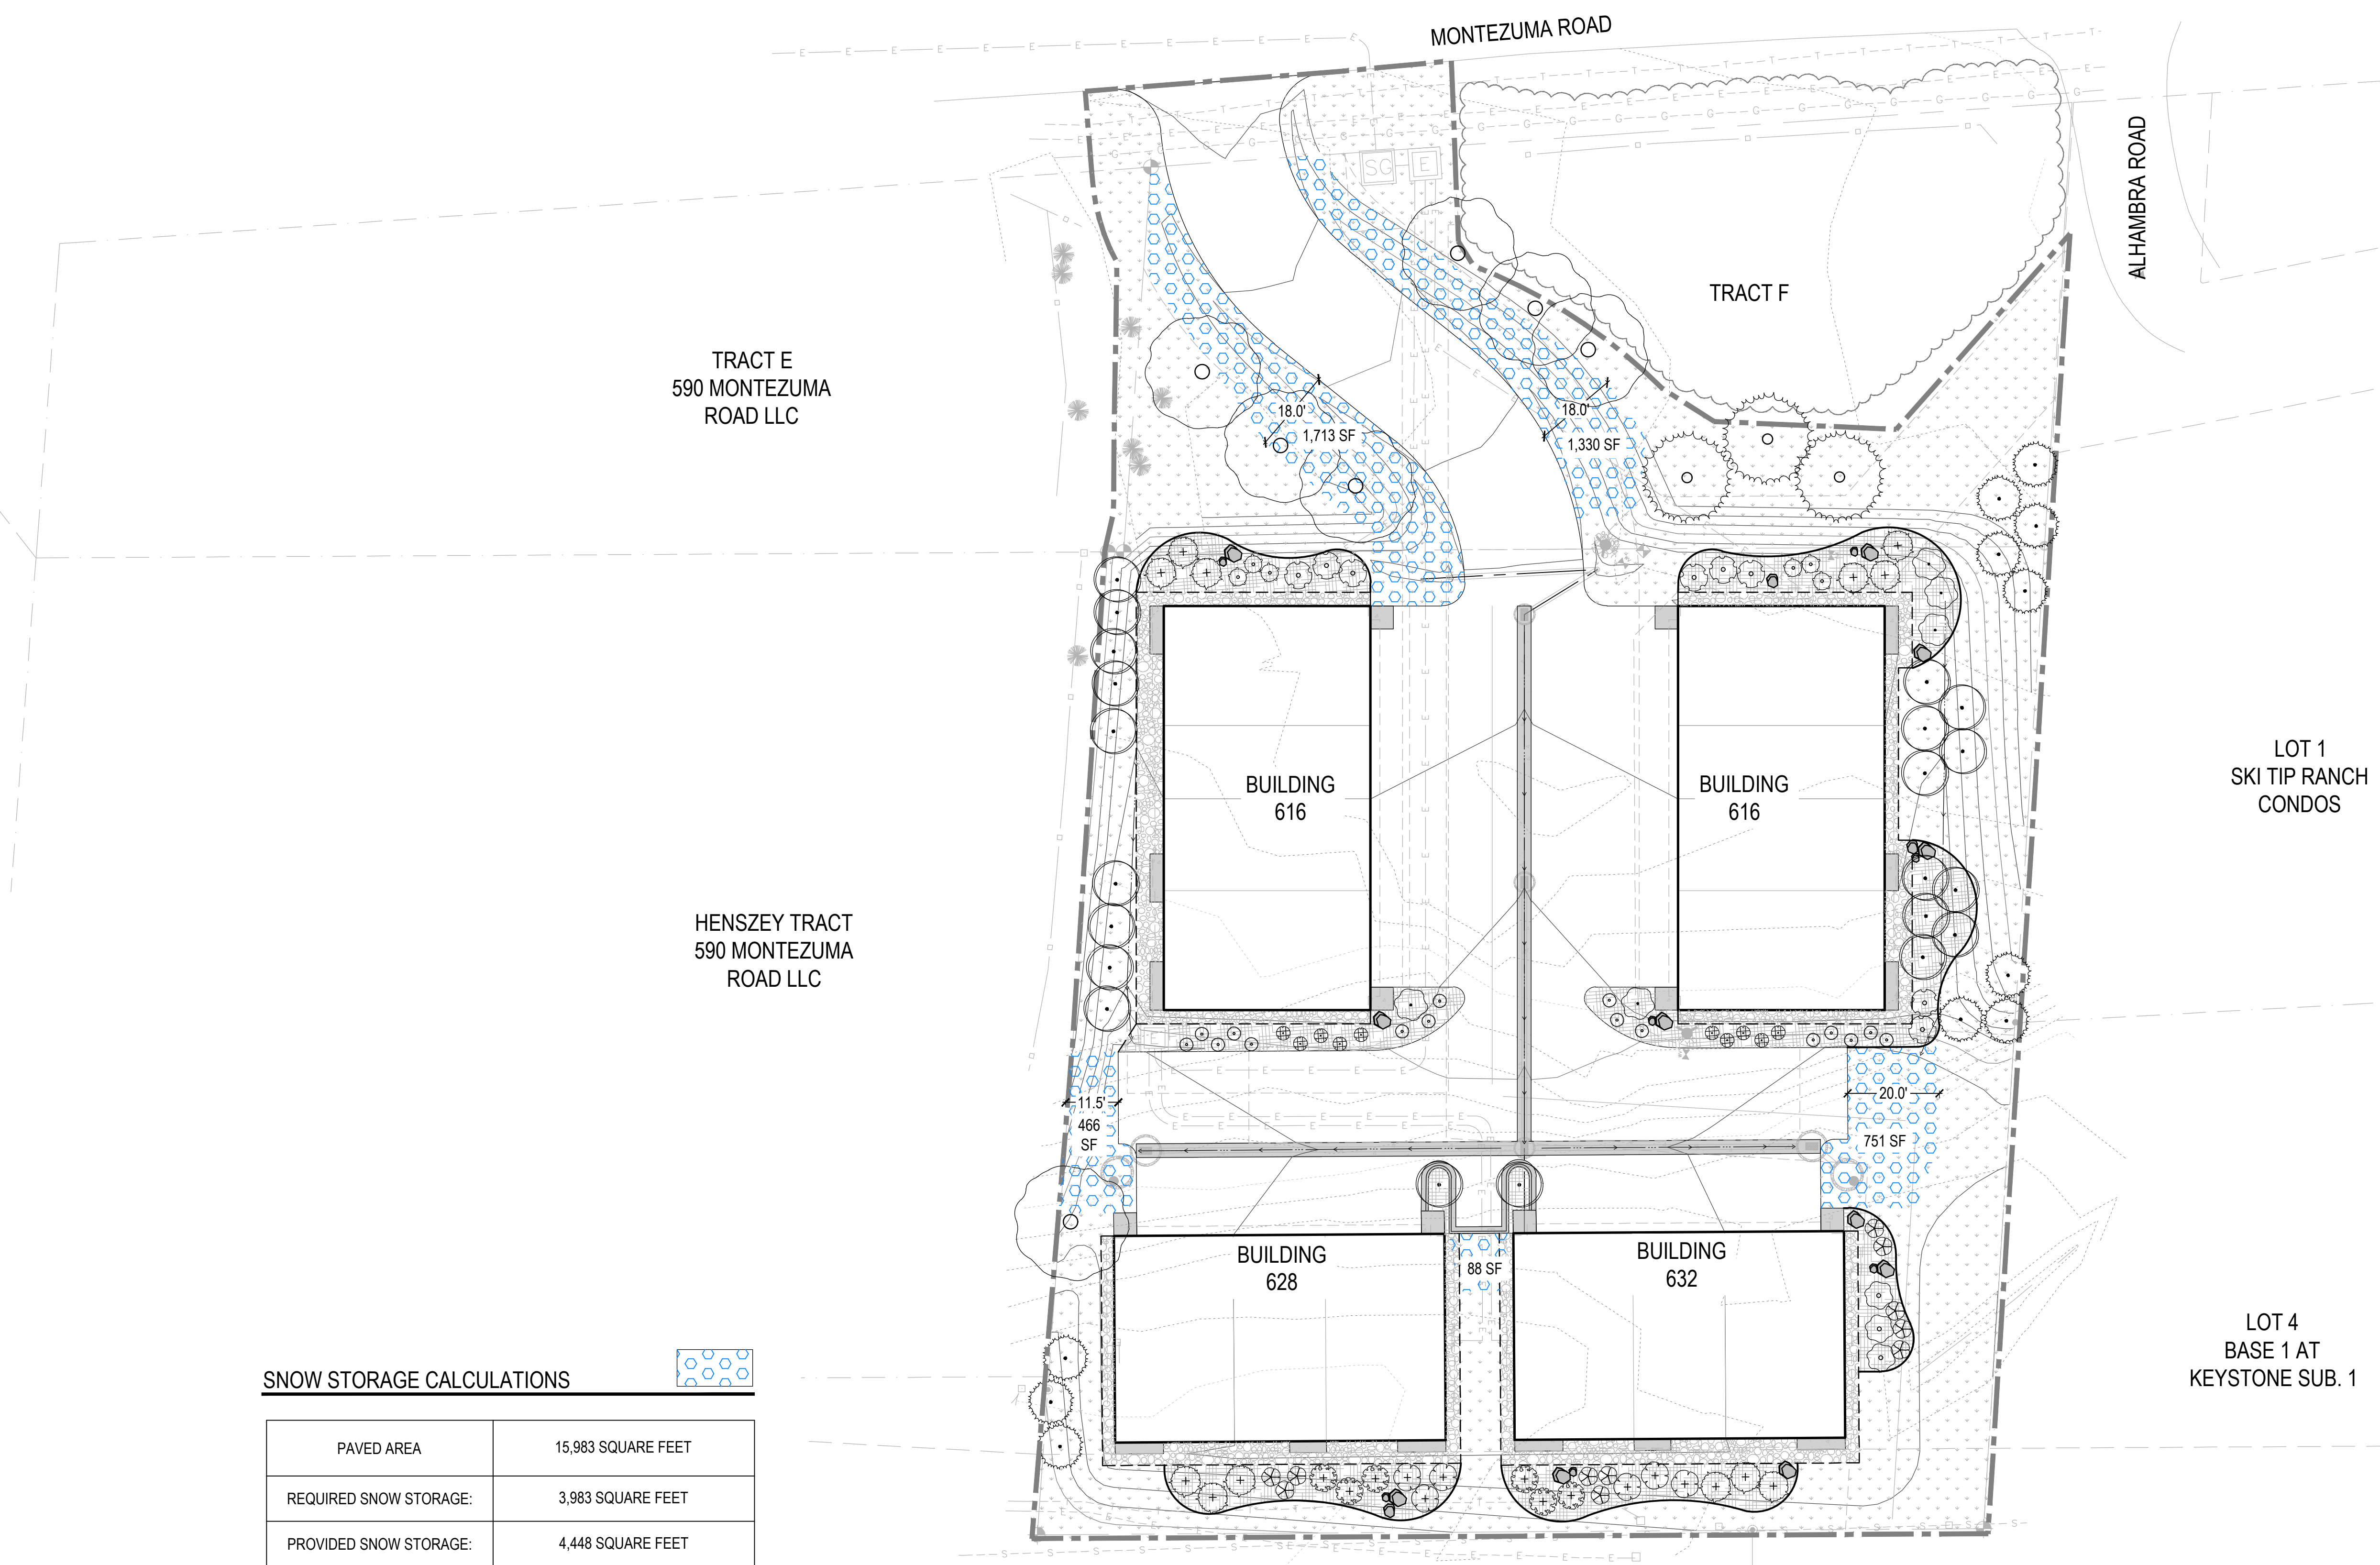 MONTEZUMA ROAD
ALHAMBRA ROAD
SG
E
TRACT F
TRACT E
590 MONTEZUMA
ROAD LLC
18.0'
1,713 SF
18.0'
1,330 SF
LOT 1
SKI TIP RANCH
CONDOS
BUILDING
616
BUILDING
616
HENSZEY TRACT
590 MONTEZUMA
ROAD LLC
11.5'
466
SF
20.0'
751 SF
BUILDING
628
88 SF
BUILDING
632
LOT 4
BASE 1 AT
KEYSTONE SUB. 1
SNOW STORAGE CALCULATIONS
PAVED AREA
15,983 SQUARE FEET
REQUIRED SNOW STORAGE:
3,983 SQUARE FEET
PROVIDED SNOW STORAGE:
4,448 SQUARE FEET